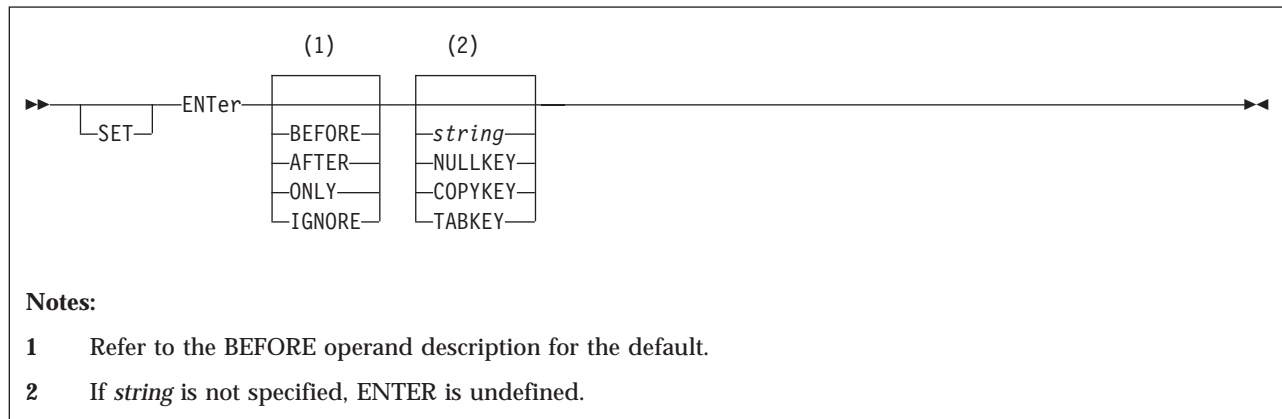 (1) (2)
ENTer
SET BEFORE string
AFTER NULLKEY
ONLY COPYKEY
IGNORE TABKEY
Notes:
1 Refer to the BEFORE operand description for the default.
2 If string is not specified, ENTER is undefined.